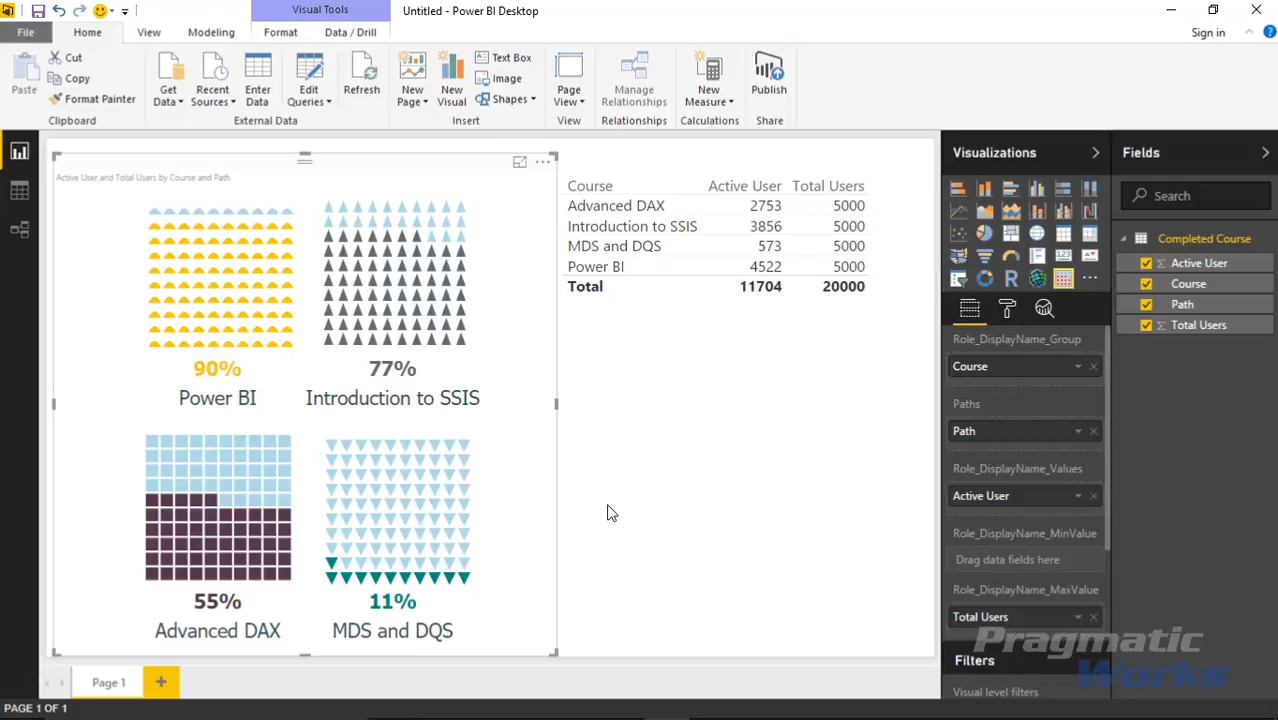 Visual Tools
Untitled - Power BI Desktop
File Home View Modeling Format Data / Drill Sign in
Paste
Cut
Copy
Format Painter
Clipboard
Get Data
Recent Sources
Enter Data
Edit Queries
Refresh
External Data
New Page
New Visual
Text Box
Image
Shapes
Insert
Page View
View
Manage Relationships
Relationships
New Measure
Calculations
Publish
Share
Active User and Total Users by Course and Path
90%
Power BI
77%
Introduction to SSIS
55%
Advanced DAX
11%
MDS and DQS
Course Active User Total Users
Advanced DAX 2753 5000
Introduction to SSIS 3856 5000
MDS and DQS 573 5000
Power BI 4522 5000
Total 11704 20000
Visualizations
R
Role_DisplayName_Group
Course
Paths
Path
Role_DisplayName_Values
Active User
Role_DisplayName_MinValue
Drag data fields here
Role_DisplayName_MaxValue
Total Users
Filters
Visual level filters
Fields
Search
Completed Course
Σ Active User
Course
Path
Σ Total Users
Pragmatic
Works
Page 1
PAGE 1 OF 1